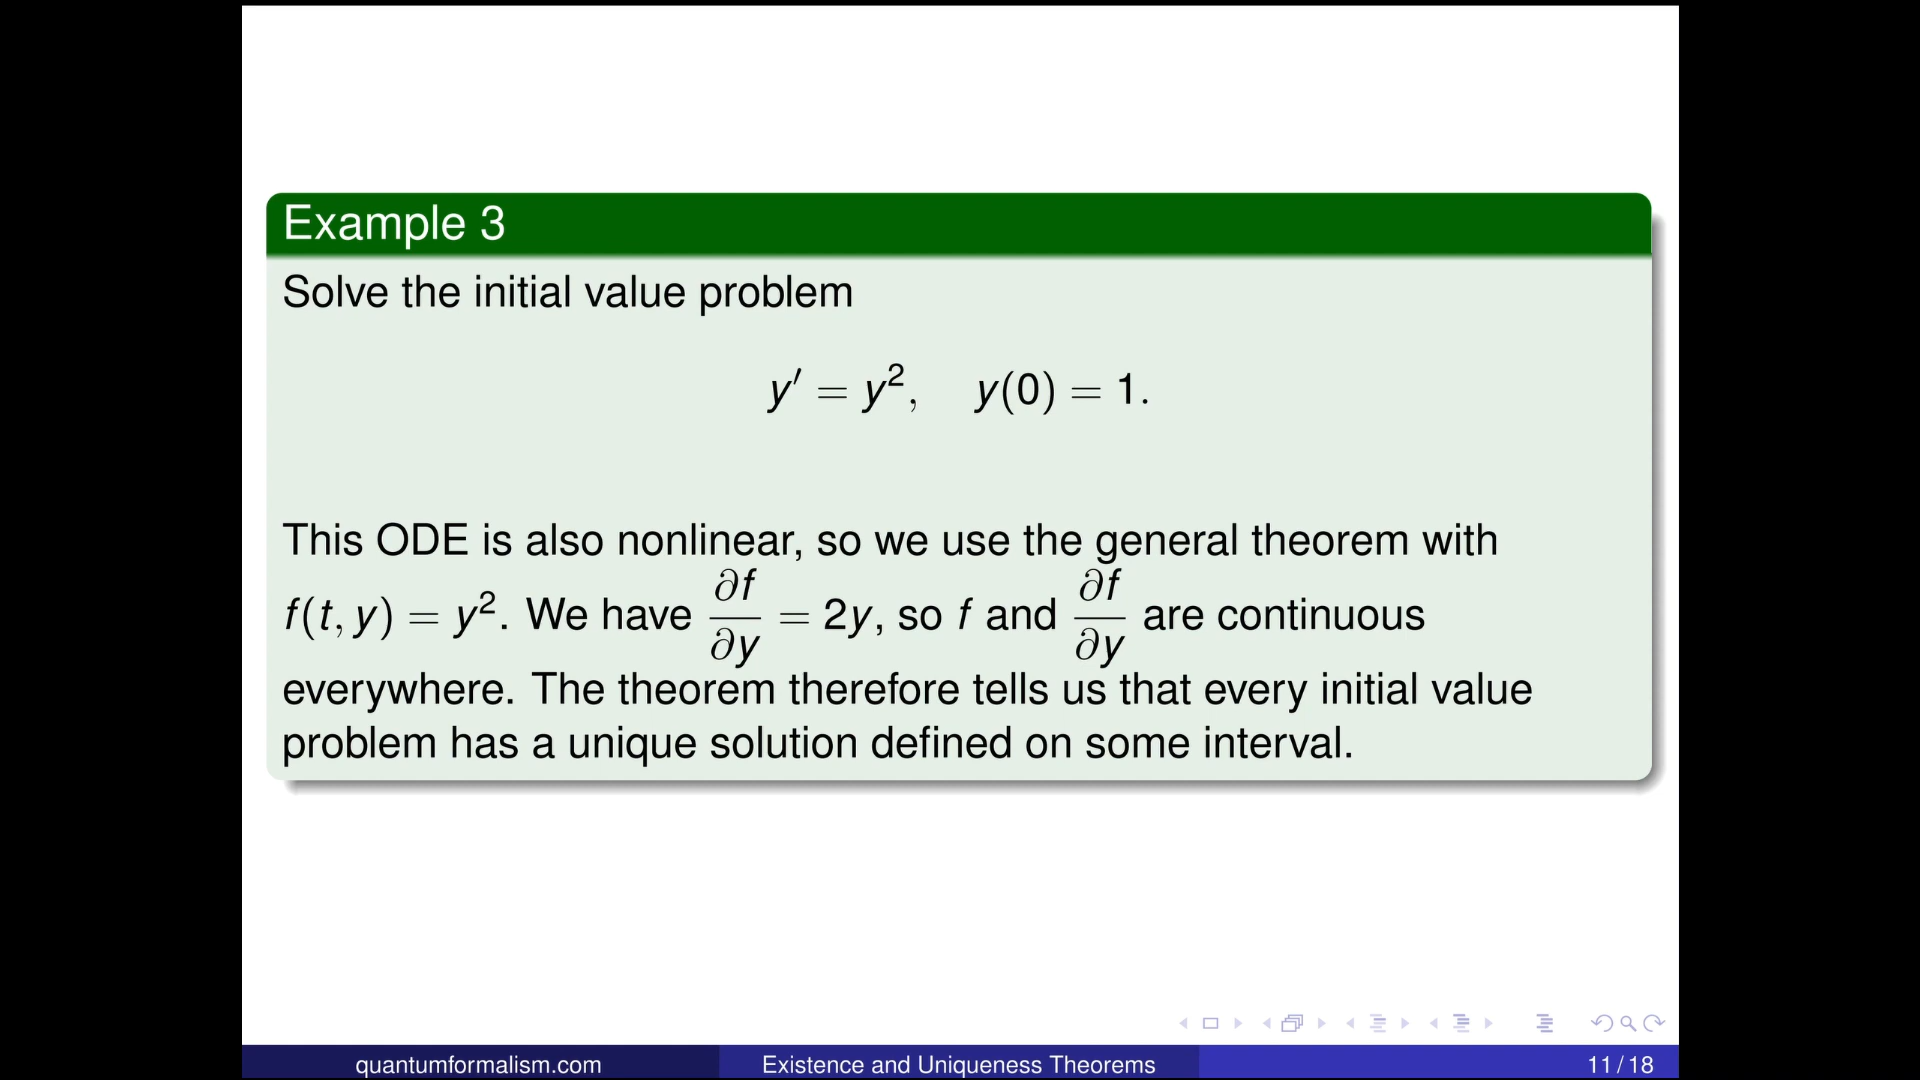 Example 3
Solve the initial value problem
y′ = y², y(0) = 1.
This ODE is also nonlinear, so we use the general theorem with
f(t, y) = y². We have ∂f/∂y = 2y, so f and ∂f/∂y are continuous
everywhere. The theorem therefore tells us that every initial value
problem has a unique solution defined on some interval.
quantumformalism.com
Existence and Uniqueness Theorems
11 / 18